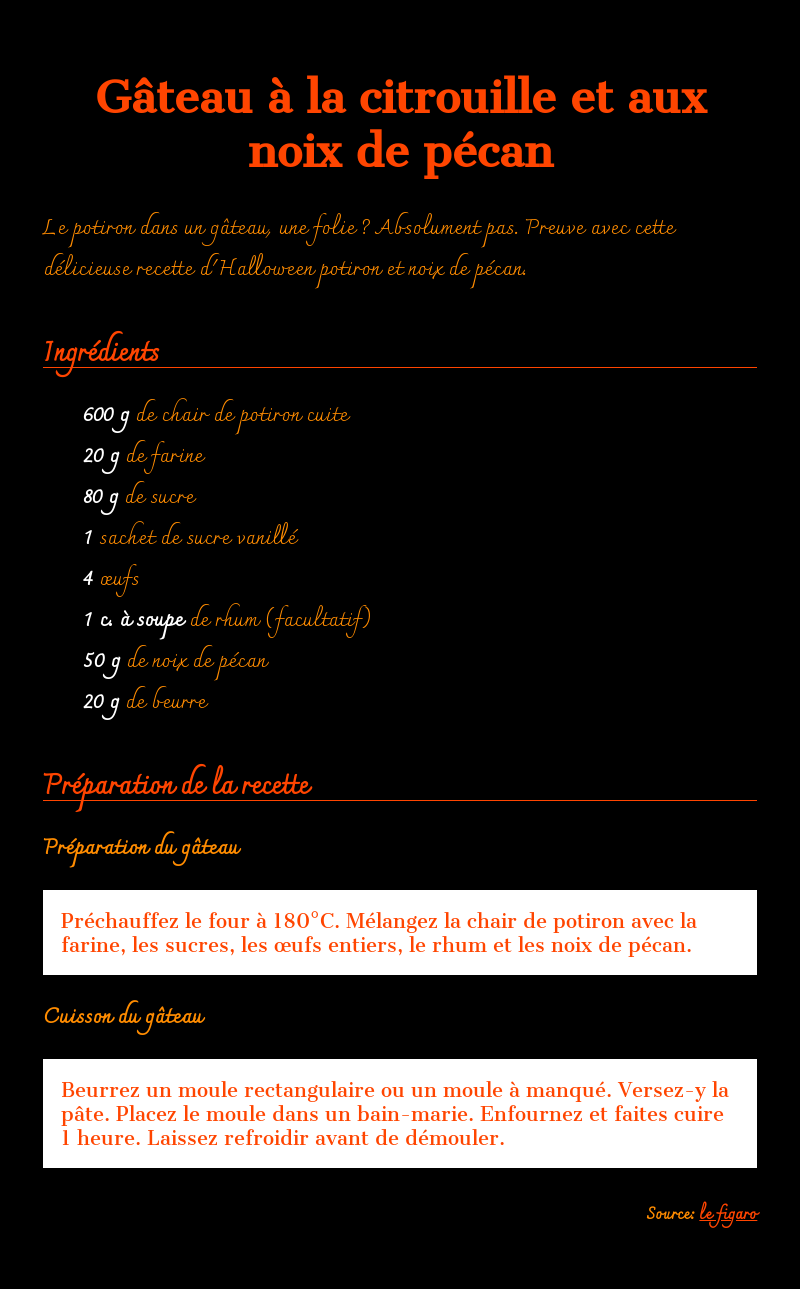 Gâteau à la citrouille et aux
noix de pécan
Le potiron dans un gâteau, une folie ? Absolument pas. Preuve avec cette
délicieuse recette d'Halloween potiron et noix de pécan.
Ingrédients
600 g de chair de potiron cuite
20 g de farine
80 g de sucre
1 sachet de sucre vanillé
4 œufs
1 c. à soupe de rhum (facultatif)
50 g de noix de pécan
20 g de beurre
Préparation de la recette
Préparation du gâteau
Préchauffez le four à 180°C. Mélangez la chair de potiron avec la
farine, les sucres, les œufs entiers, le rhum et les noix de pécan.
Cuisson du gâteau
Beurrez un moule rectangulaire ou un moule à manqué. Versez-y la
pâte. Placez le moule dans un bain-marie. Enfournez et faites cuire
1 heure. Laissez refroidir avant de démouler.
Source: le figaro